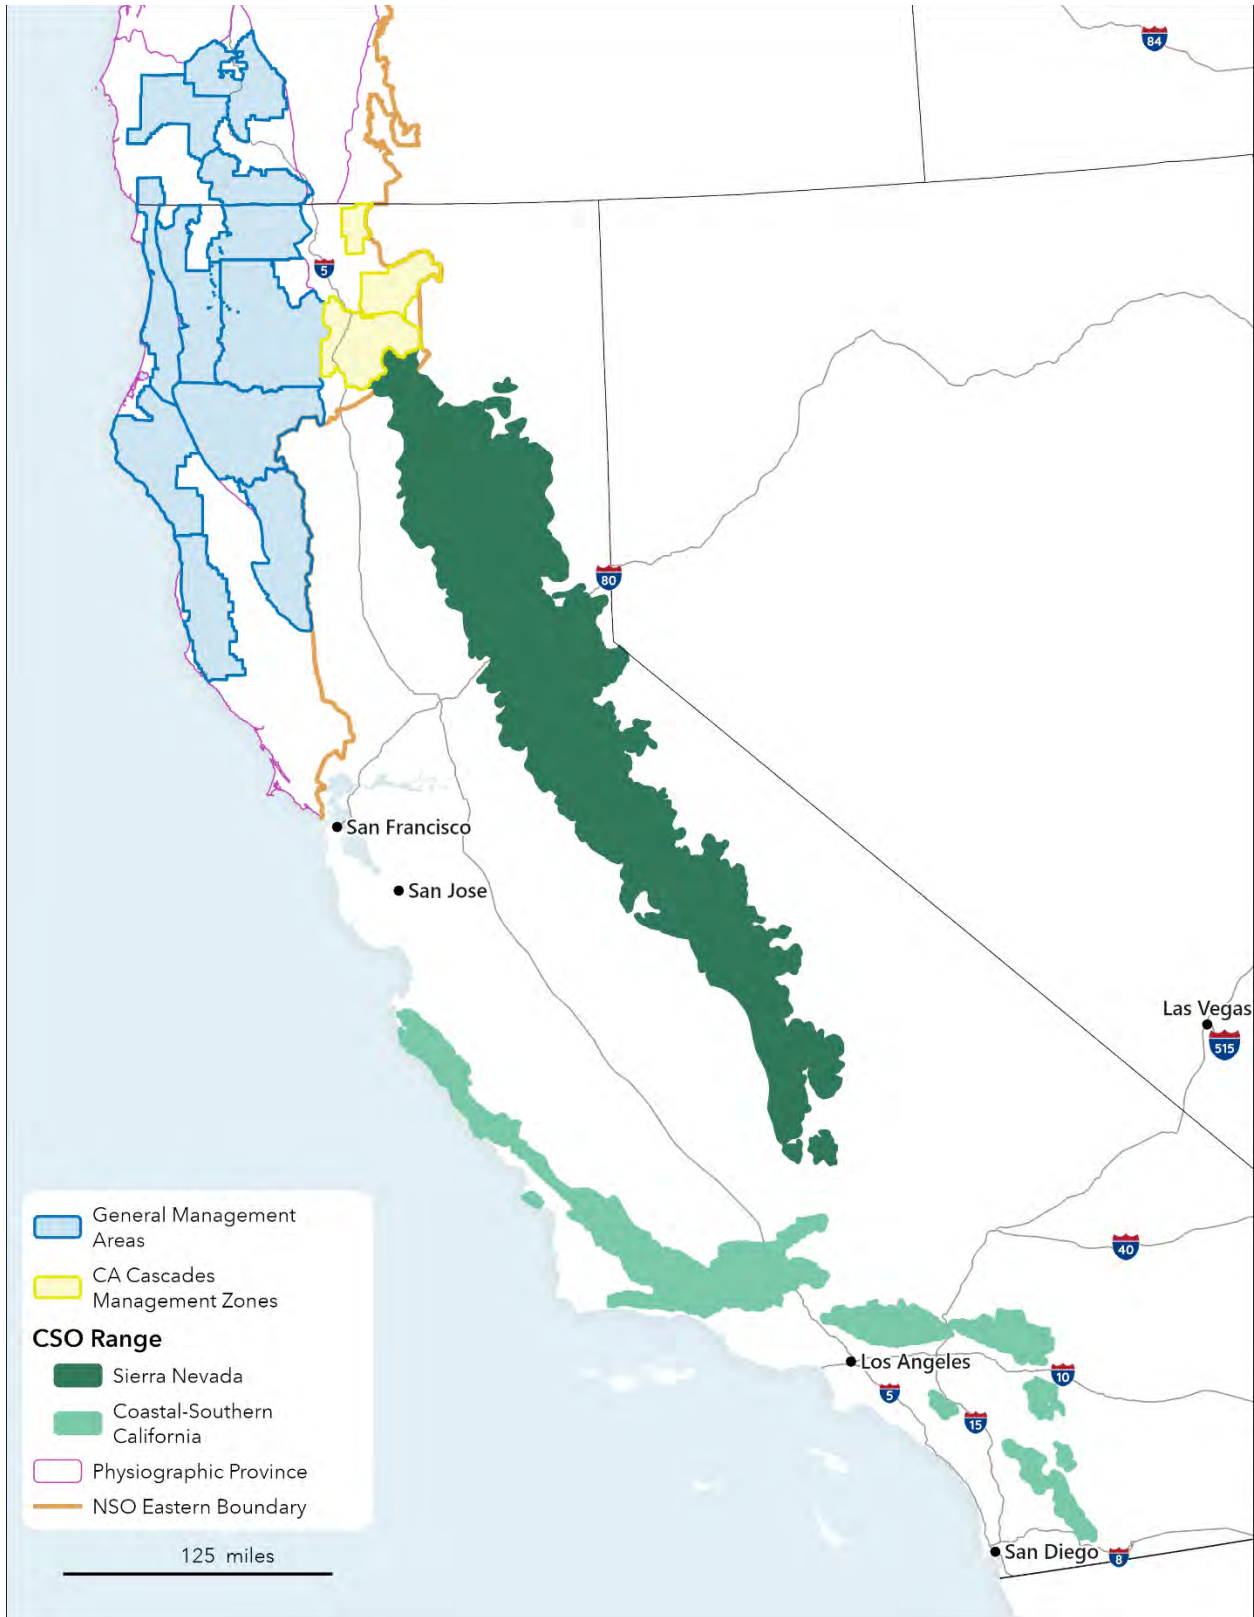 84
5
80
San Francisco
San Jose
Las Vegas
515
General Management
Areas
CA Cascades
Management Zones
CSO Range
Sierra Nevada
Coastal-Southern
California
Physiographic Province
NSO Eastern Boundary
125 miles
40
Los Angeles
10
5
15
San Diego
8